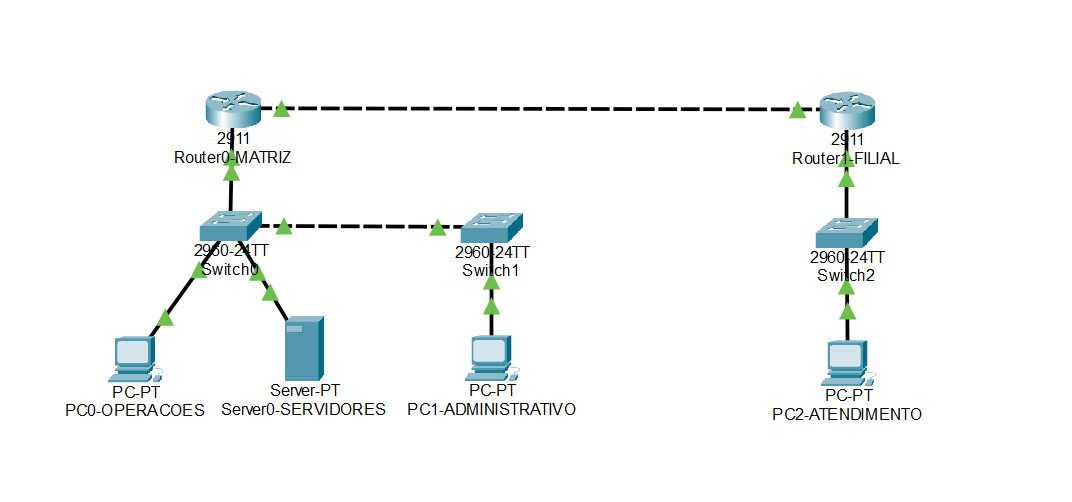 2911
Router0-MATRIZ
2911
Router1-FILIAL
2960-24TT
Switch0
2960-24TT
Switch1
2960-24TT
Switch2
PC-PT
PC0-OPERACOES
Server-PT
Server0-SERVIDORES
PC-PT
PC1-ADMINISTRATIVO
PC-PT
PC2-ATENDIMENTO